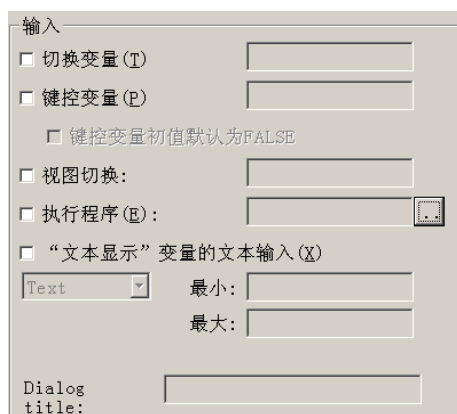 输入
切换变量(T)
键控变量(P)
键控变量初值默认为FALSE
视图切换:
执行程序(E):
..
“文本显示”变量的文本输入(X)
Text 最小:
最大:
Dialog
title: